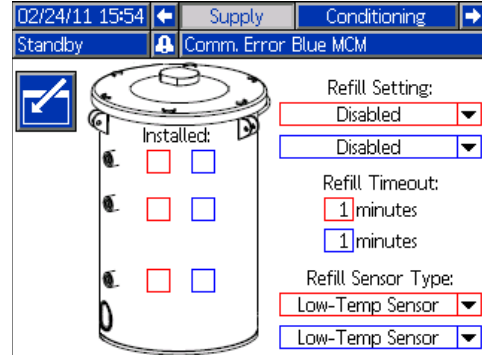 02/24/11 15:54 Supply Conditioning
Standby Comm. Error Blue MCM
Refill Setting:
Disabled
Installed:
Disabled
Refill Timeout:
1 minutes
1 minutes
Refill Sensor Type:
Low-Temp Sensor
Low-Temp Sensor